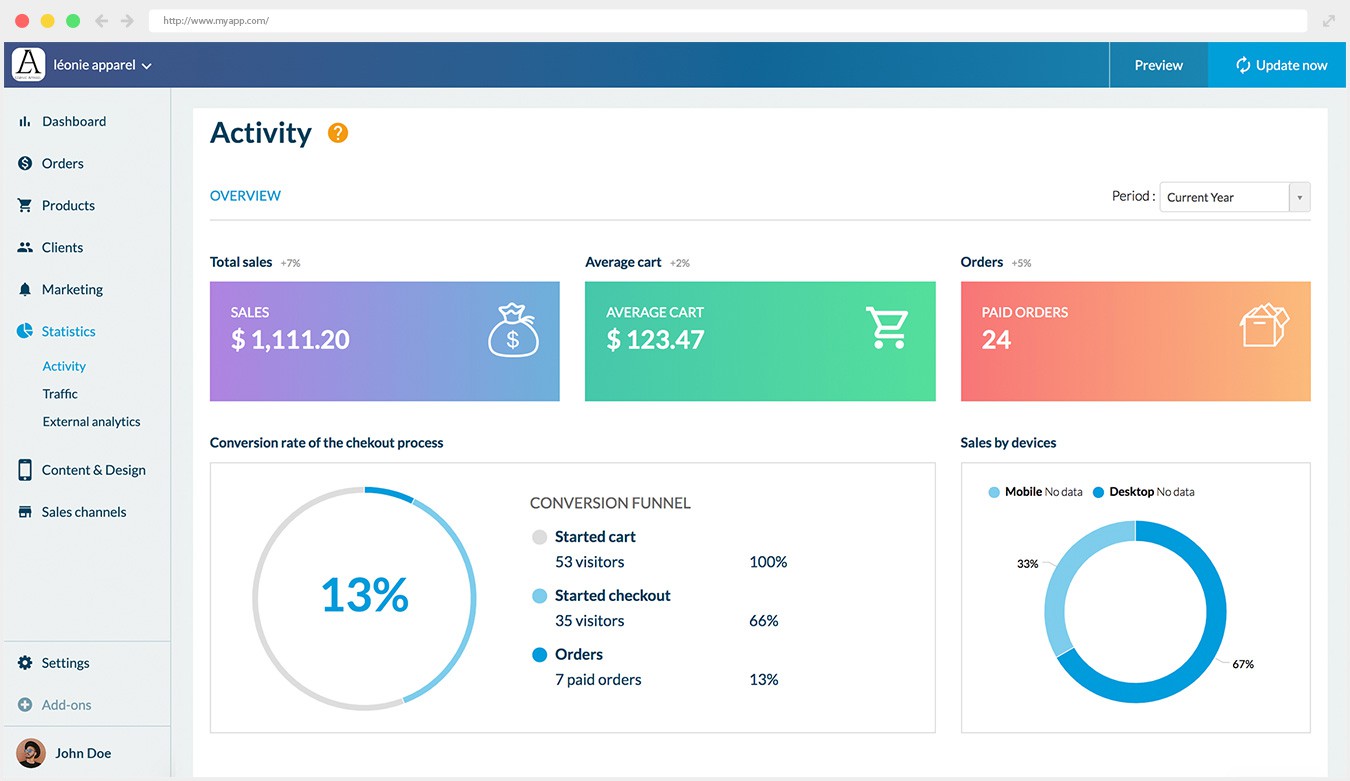 http://www.myapp.com/
léonie apparel
Preview
Update now
Dashboard
Orders
Products
Clients
Marketing
Statistics
Activity
Traffic
External analytics
Content & Design
Sales channels
Settings
Add-ons
John Doe
Activity ?
OVERVIEW
Period : Current Year
Total sales +7%
SALES
$ 1,111.20
$
Average cart +2%
AVERAGE CART
$ 123.47
Orders +5%
PAID ORDERS
24
Conversion rate of the chekout process
13%
CONVERSION FUNNEL
Started cart
53 visitors 100%
Started checkout
35 visitors 66%
Orders
7 paid orders 13%
Sales by devices
Mobile No data Desktop No data
33%
67%